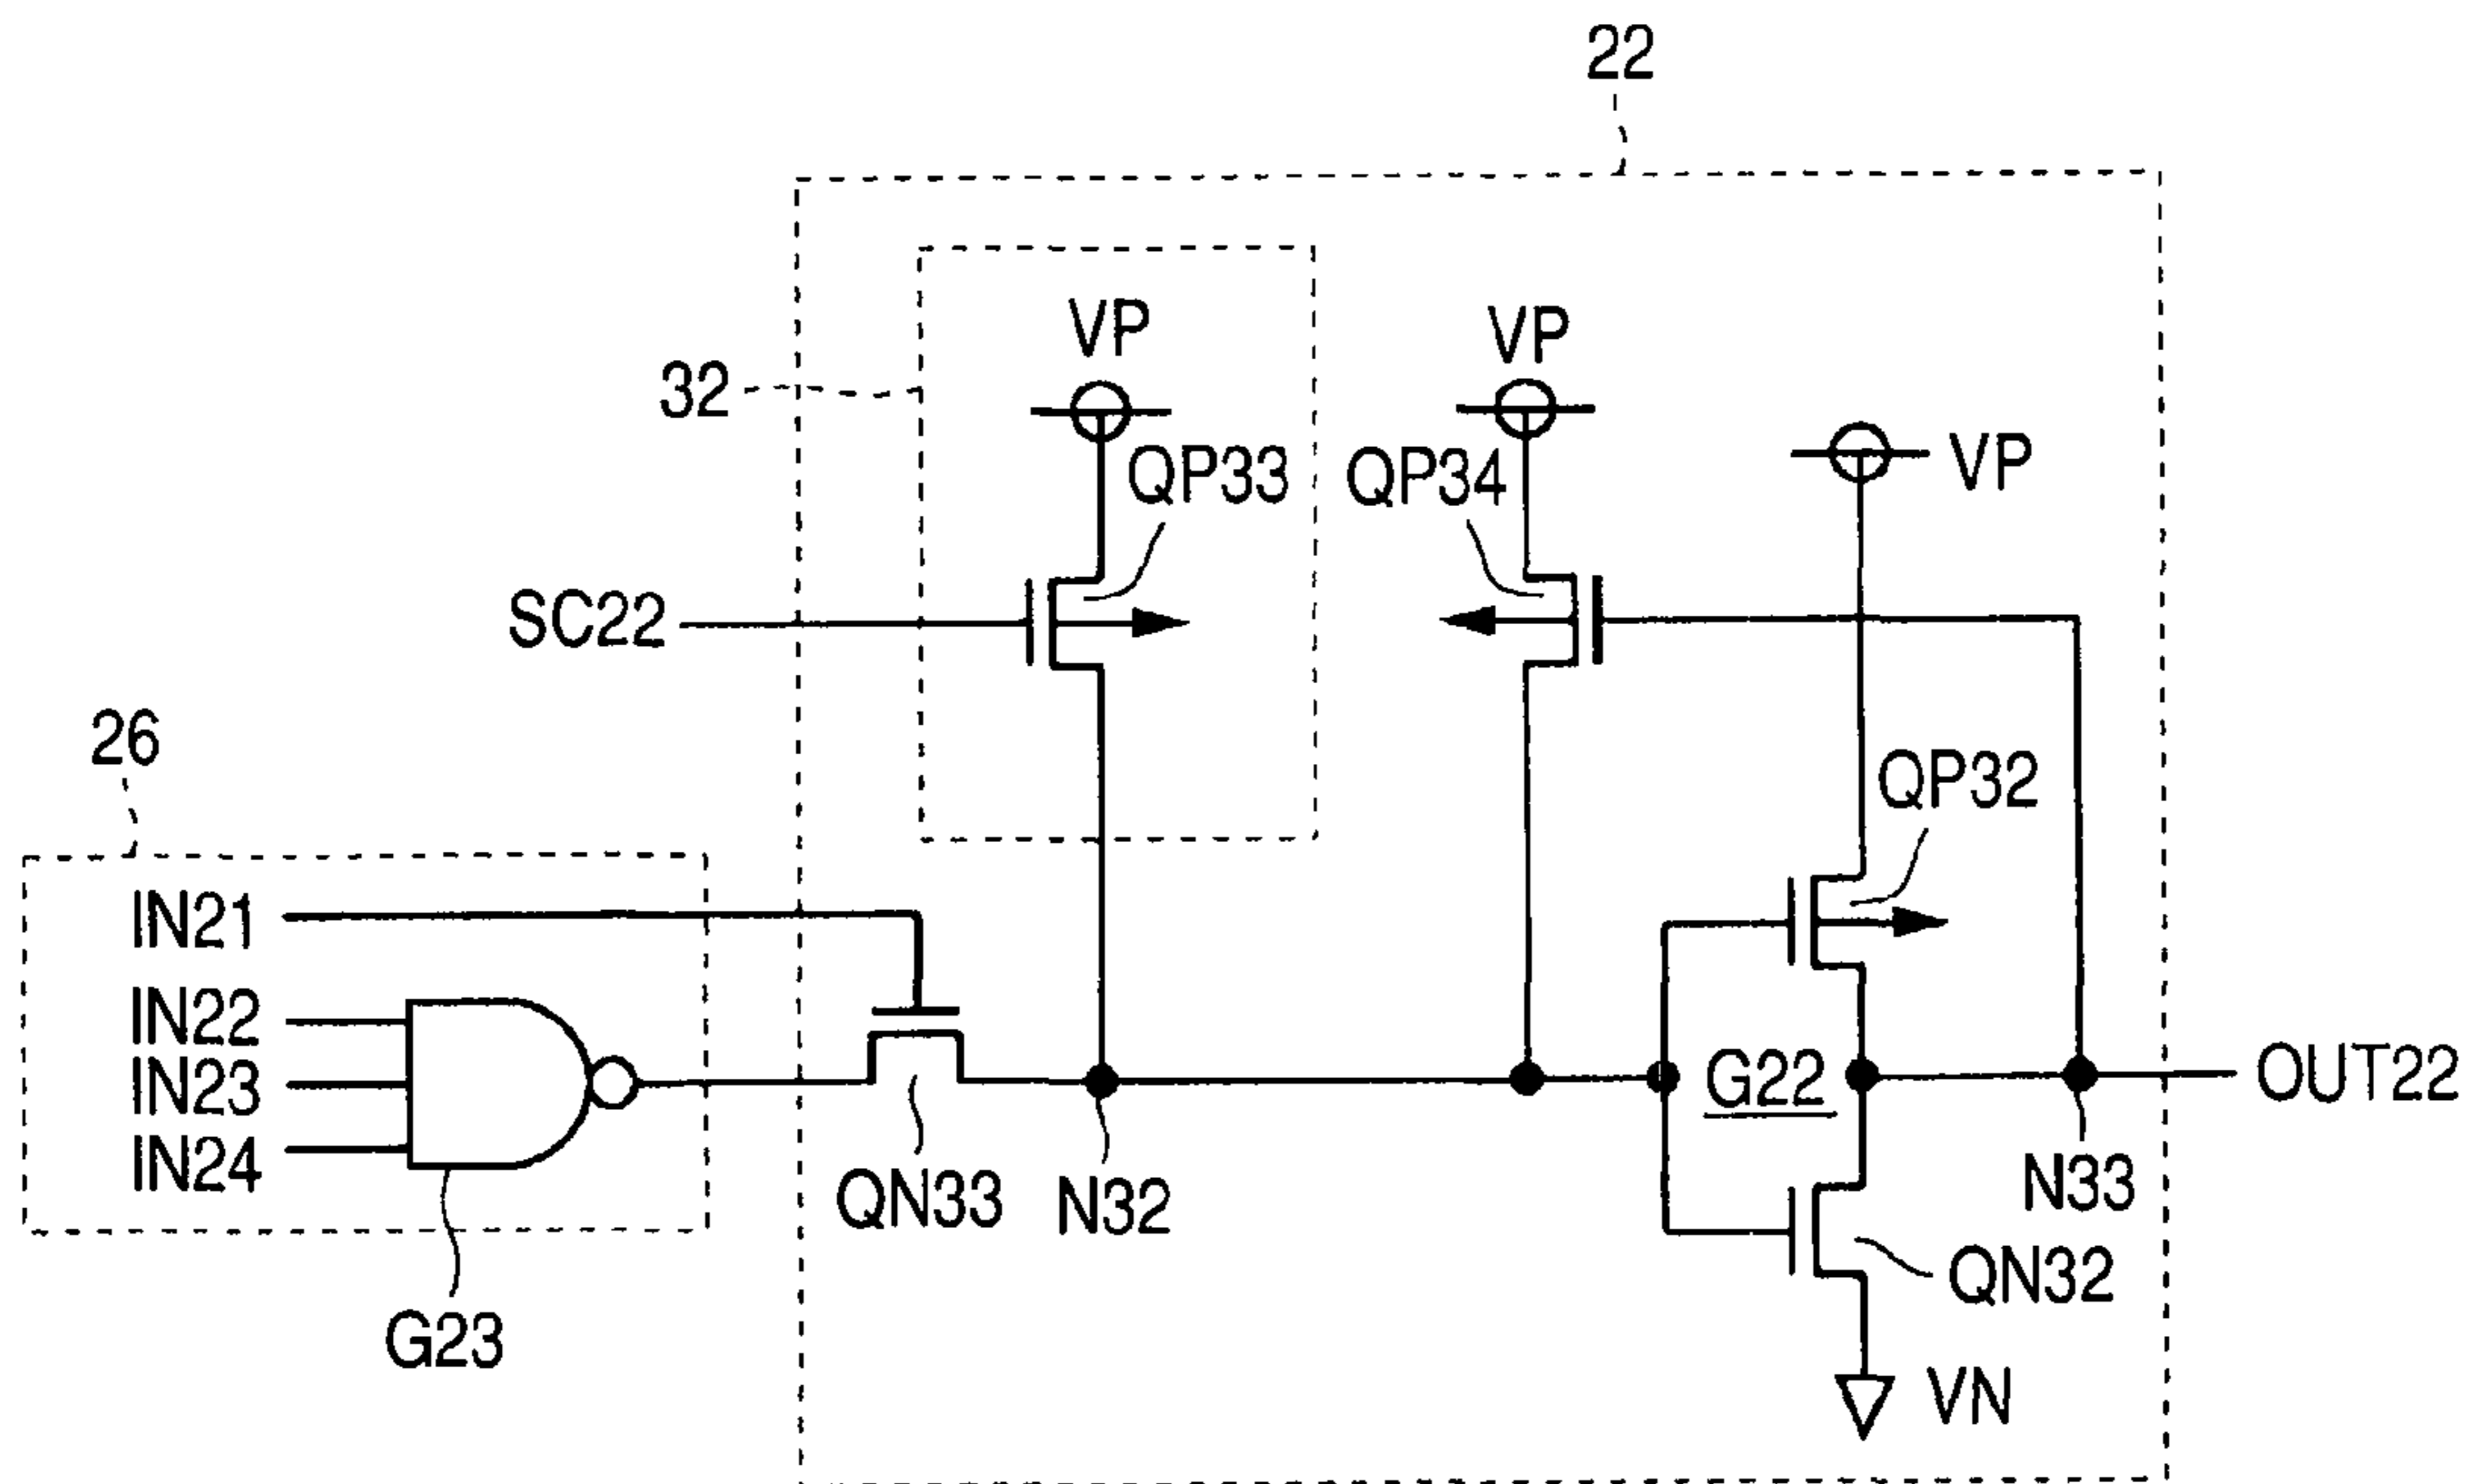 22
VP
VP
32
QP33
QP34
VP
SC22
26
QP32
IN21
IN22
IN23
IN24
G22
OUT22
QN33
N32
N33
QN32
G23
VN